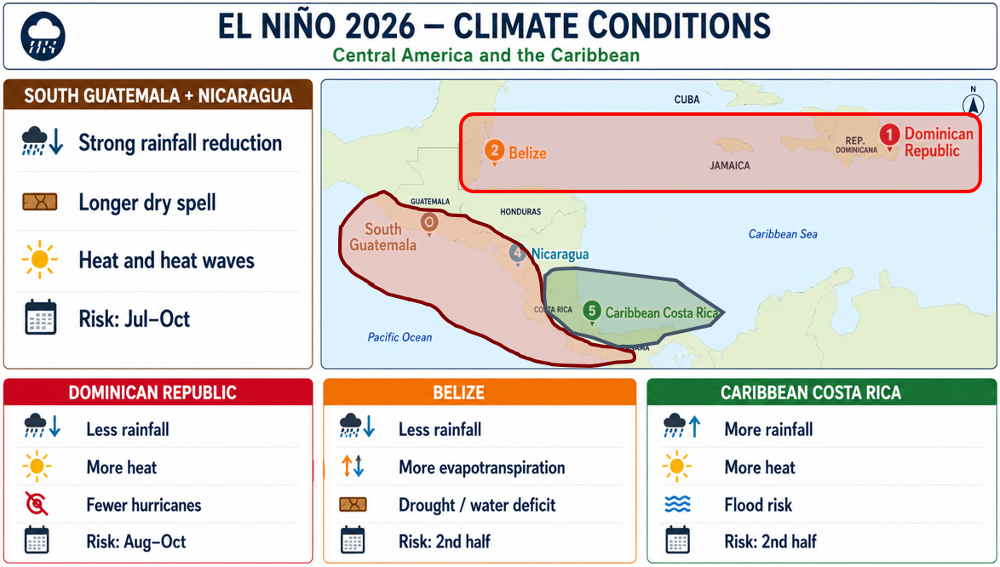 EL NIÑO 2026 – CLIMATE CONDITIONS
Central America and the Caribbean
SOUTH GUATEMALA + NICARAGUA
Strong rainfall reduction
Longer dry spell
Heat and heat waves
Risk: Jul–Oct
CUBA
N
1 Dominican
Republic
REP.
DOMINICANA
2 Belize
JAMAICA
GUATEMALA
HONDURAS
South
Guatemala
O
4 Nicaragua
Caribbean Sea
COSTA RICA
5 Caribbean Costa Rica
Pacific Ocean
PANAMA
DOMINICAN REPUBLIC
Less rainfall
More heat
Fewer hurricanes
Risk: Aug–Oct
BELIZE
Less rainfall
More evapotranspiration
Drought / water deficit
Risk: 2nd half
CARIBBEAN COSTA RICA
More rainfall
More heat
Flood risk
Risk: 2nd half